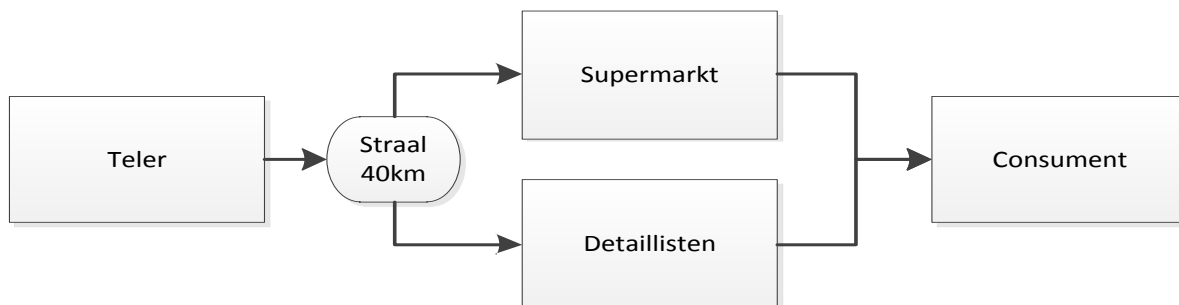 Teler
Straal
40km
Supermarkt
Detaillisten
Consument